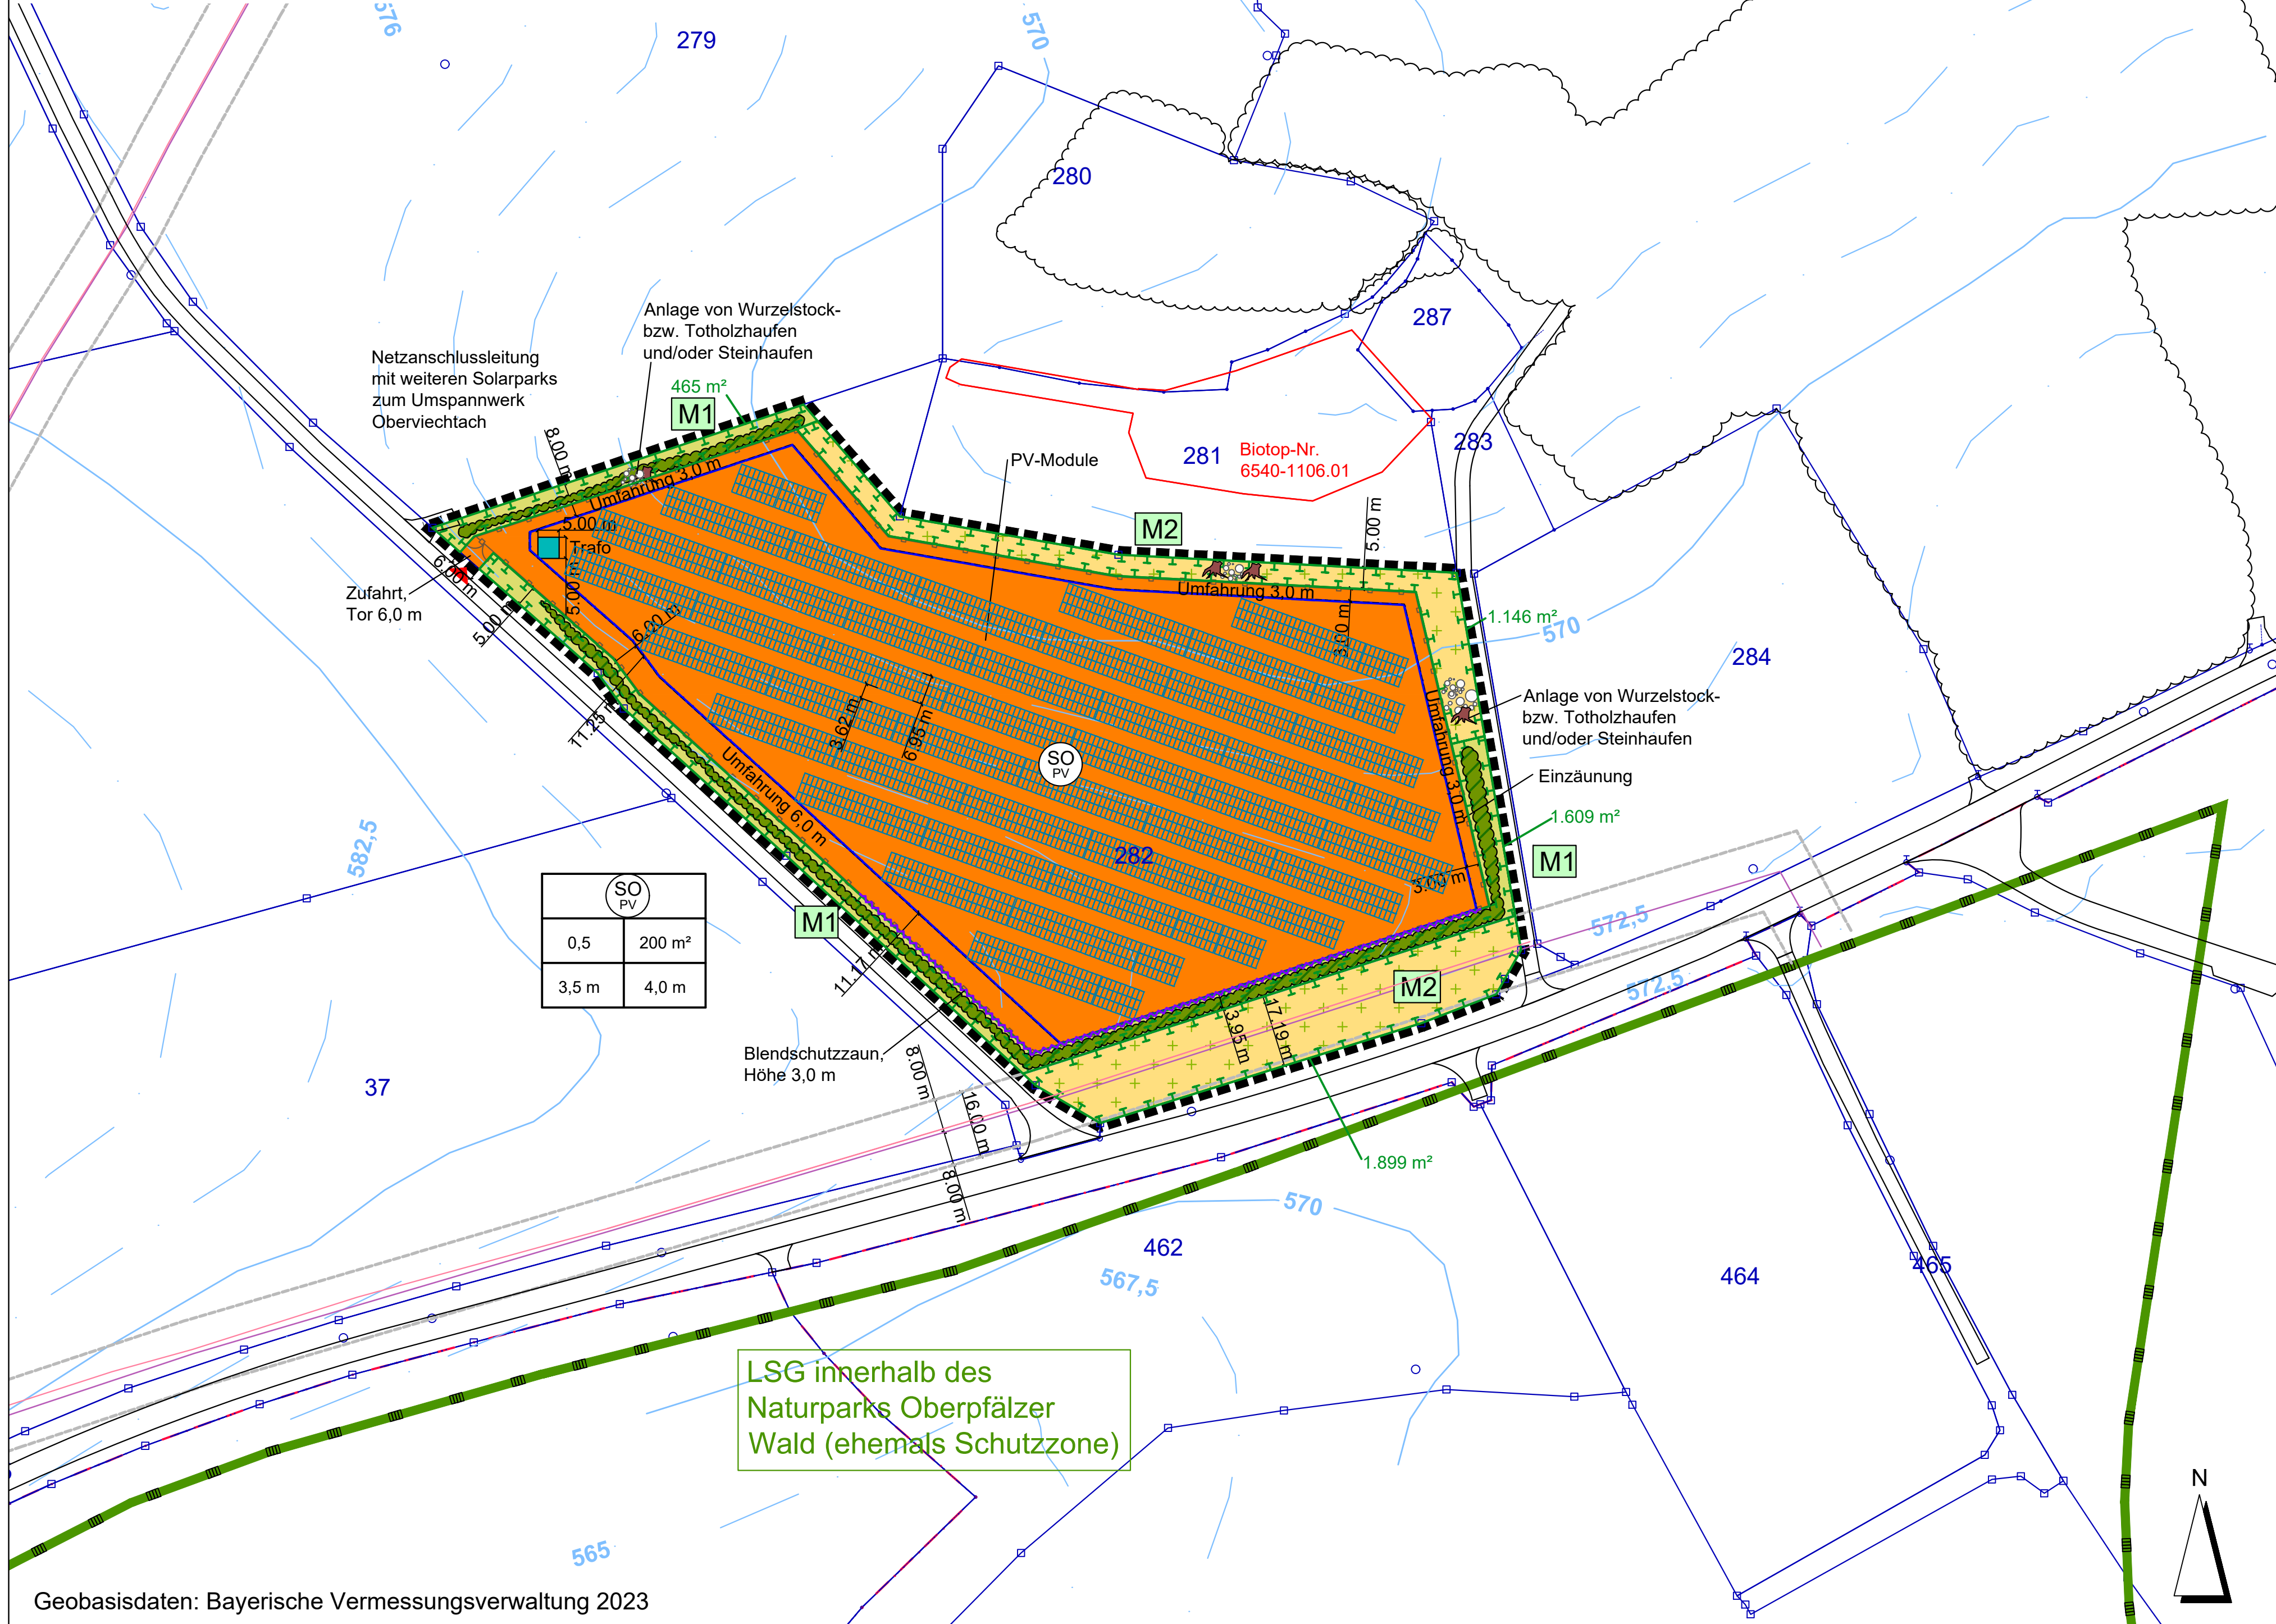 576
279
570
280
287
Anlage von Wurzelstock-
bzw. Totholzhaufen
und/oder Steinhaufen
Netzanschlussleitung
mit weiteren Solarparks
zum Umspannwerk
Oberviechtach
465 m²
M1
8.00 m
Umfahrung 3,0 m
281
Biotop-Nr.
6540-1106.01
283
PV-Module
M2
5.00 m
5.00 m
Trafo
5.00 m
6.00 m
Zufahrt,
Tor 6,0 m
5.00
6.00 m
Umfahrung 3,0 m
3.00 m
1.146 m²
570
284
11.25 m
3.62 m
6.95 m
Umfahrung 3,0 m
Anlage von Wurzelstock-
bzw. Totholzhaufen
und/oder Steinhaufen
SO
PV
Einzäunung
Umfahrung 6,0 m
1.609 m²
582,5
282
M1
3.00 m
SO
PV
0,5
200 m²
3,5 m
4,0 m
M1
572,5
572,5
11.17 m
M2
3.95 m
17.19 m
Blendschutzzaun,
Höhe 3,0 m
8.00 m
16.00 m
8.00 m
37
1.899 m²
570
462
567,5
464
465
LSG innerhalb des
Naturparks Oberpfälzer
Wald (ehemals Schutzzone)
N
565
Geobasisdaten: Bayerische Vermessungsverwaltung 2023